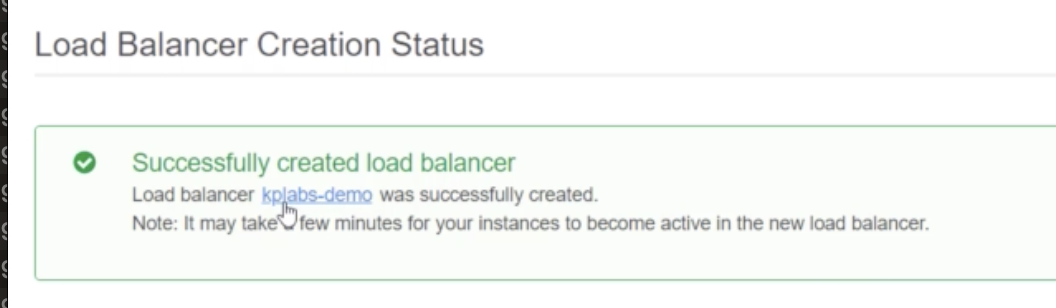 Load Balancer Creation Status
Successfully created load balancer
Load balancer kplabs-demo was successfully created.
Note: It may take few minutes for your instances to become active in the new load balancer.